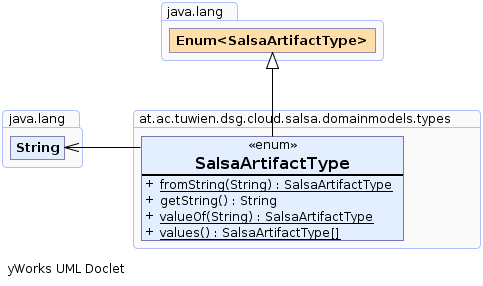 java.lang
Enum<SalsaArtifactType>
java.lang
String
at.ac.tuwien.dsg.cloud.salsa.domainmodels.types
«enum»
SalsaArtifactType
+ fromString(String) : SalsaArtifactType
+ getString() : String
+ valueOf(String) : SalsaArtifactType
+ values() : SalsaArtifactType[]
yWorks UML Doclet